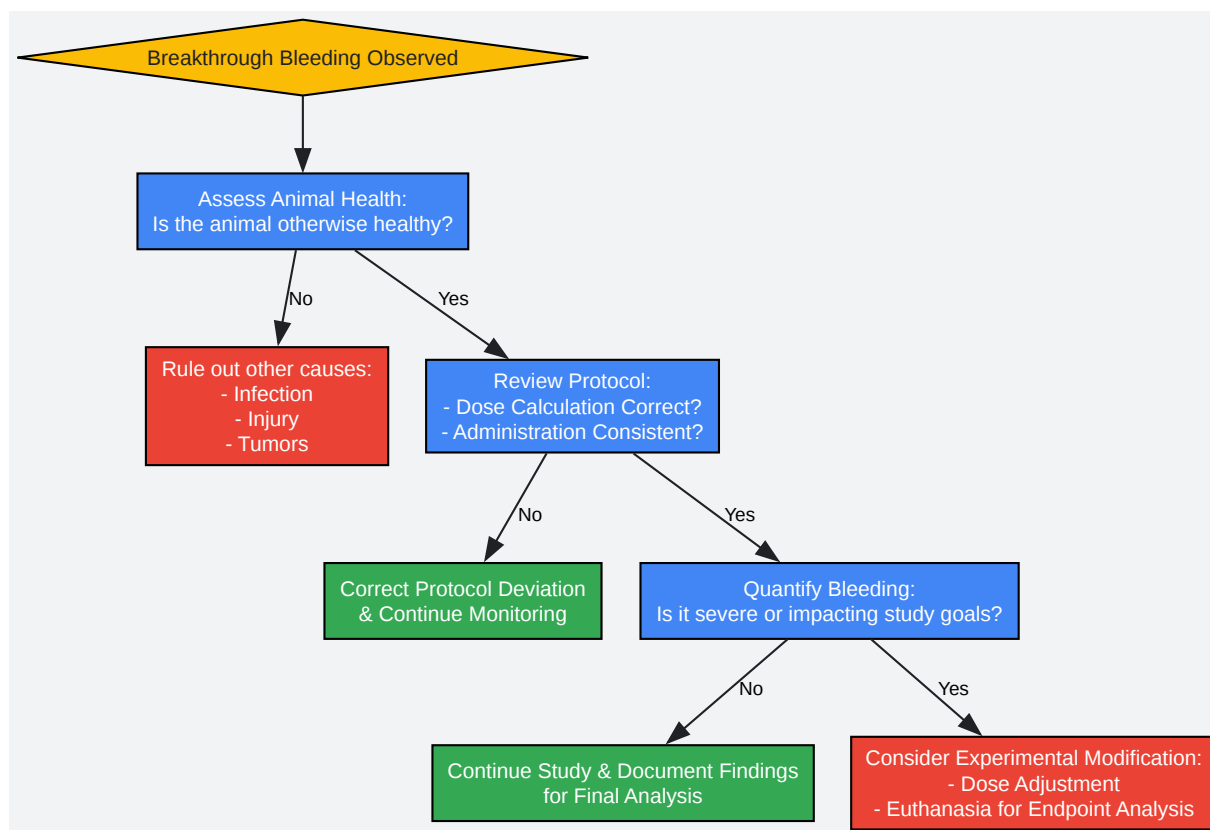 Breakthrough Bleeding Observed
Assess Animal Health:
Is the animal otherwise healthy?
No
Yes
Rule out other causes:
- Infection
- Injury
- Tumors
Review Protocol:
- Dose Calculation Correct?
- Administration Consistent?
No
Yes
Correct Protocol Deviation
& Continue Monitoring
Quantify Bleeding:
Is it severe or impacting study goals?
No
Yes
Continue Study & Document Findings
for Final Analysis
Consider Experimental Modification:
- Dose Adjustment
- Euthanasia for Endpoint Analysis